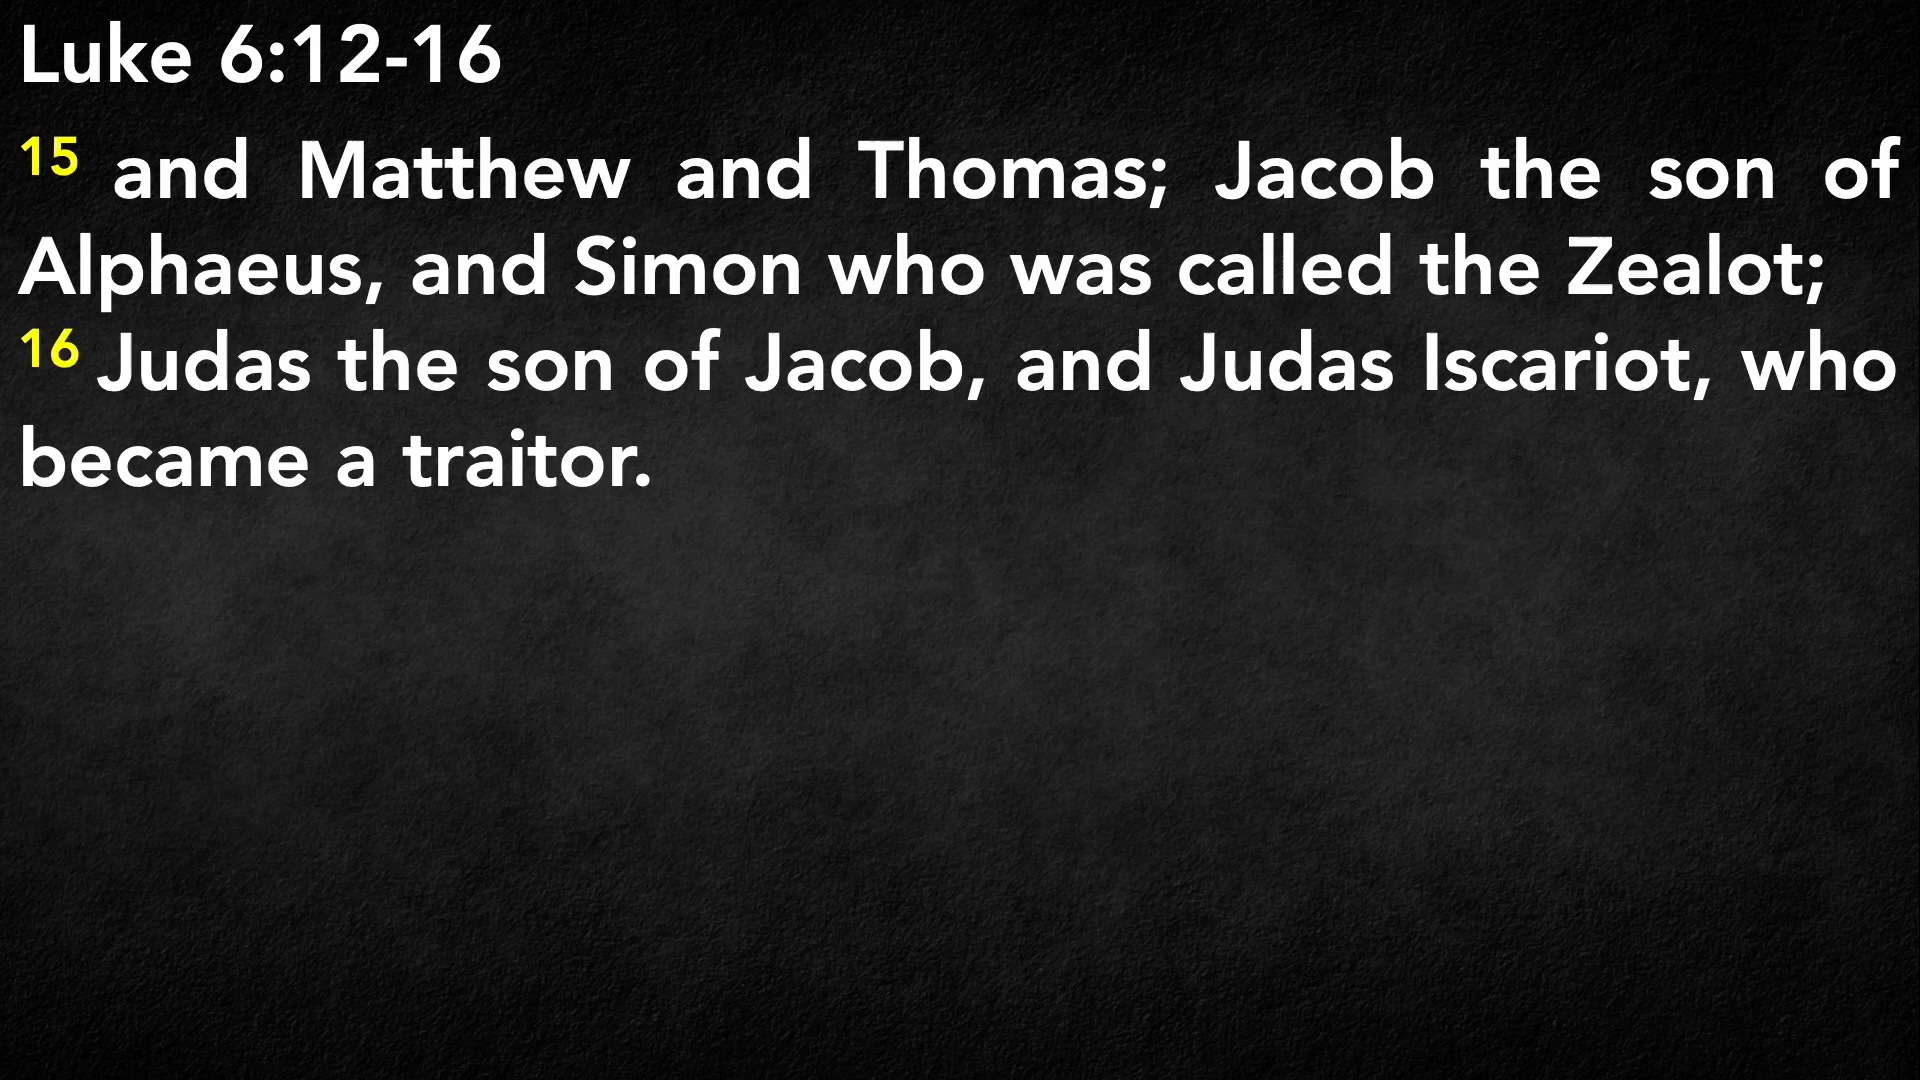 Luke 6:12-16
15 and Matthew and Thomas; Jacob the son of
Alphaeus, and Simon who was called the Zealot;
16 Judas the son of Jacob, and Judas Iscariot, who
became a traitor.